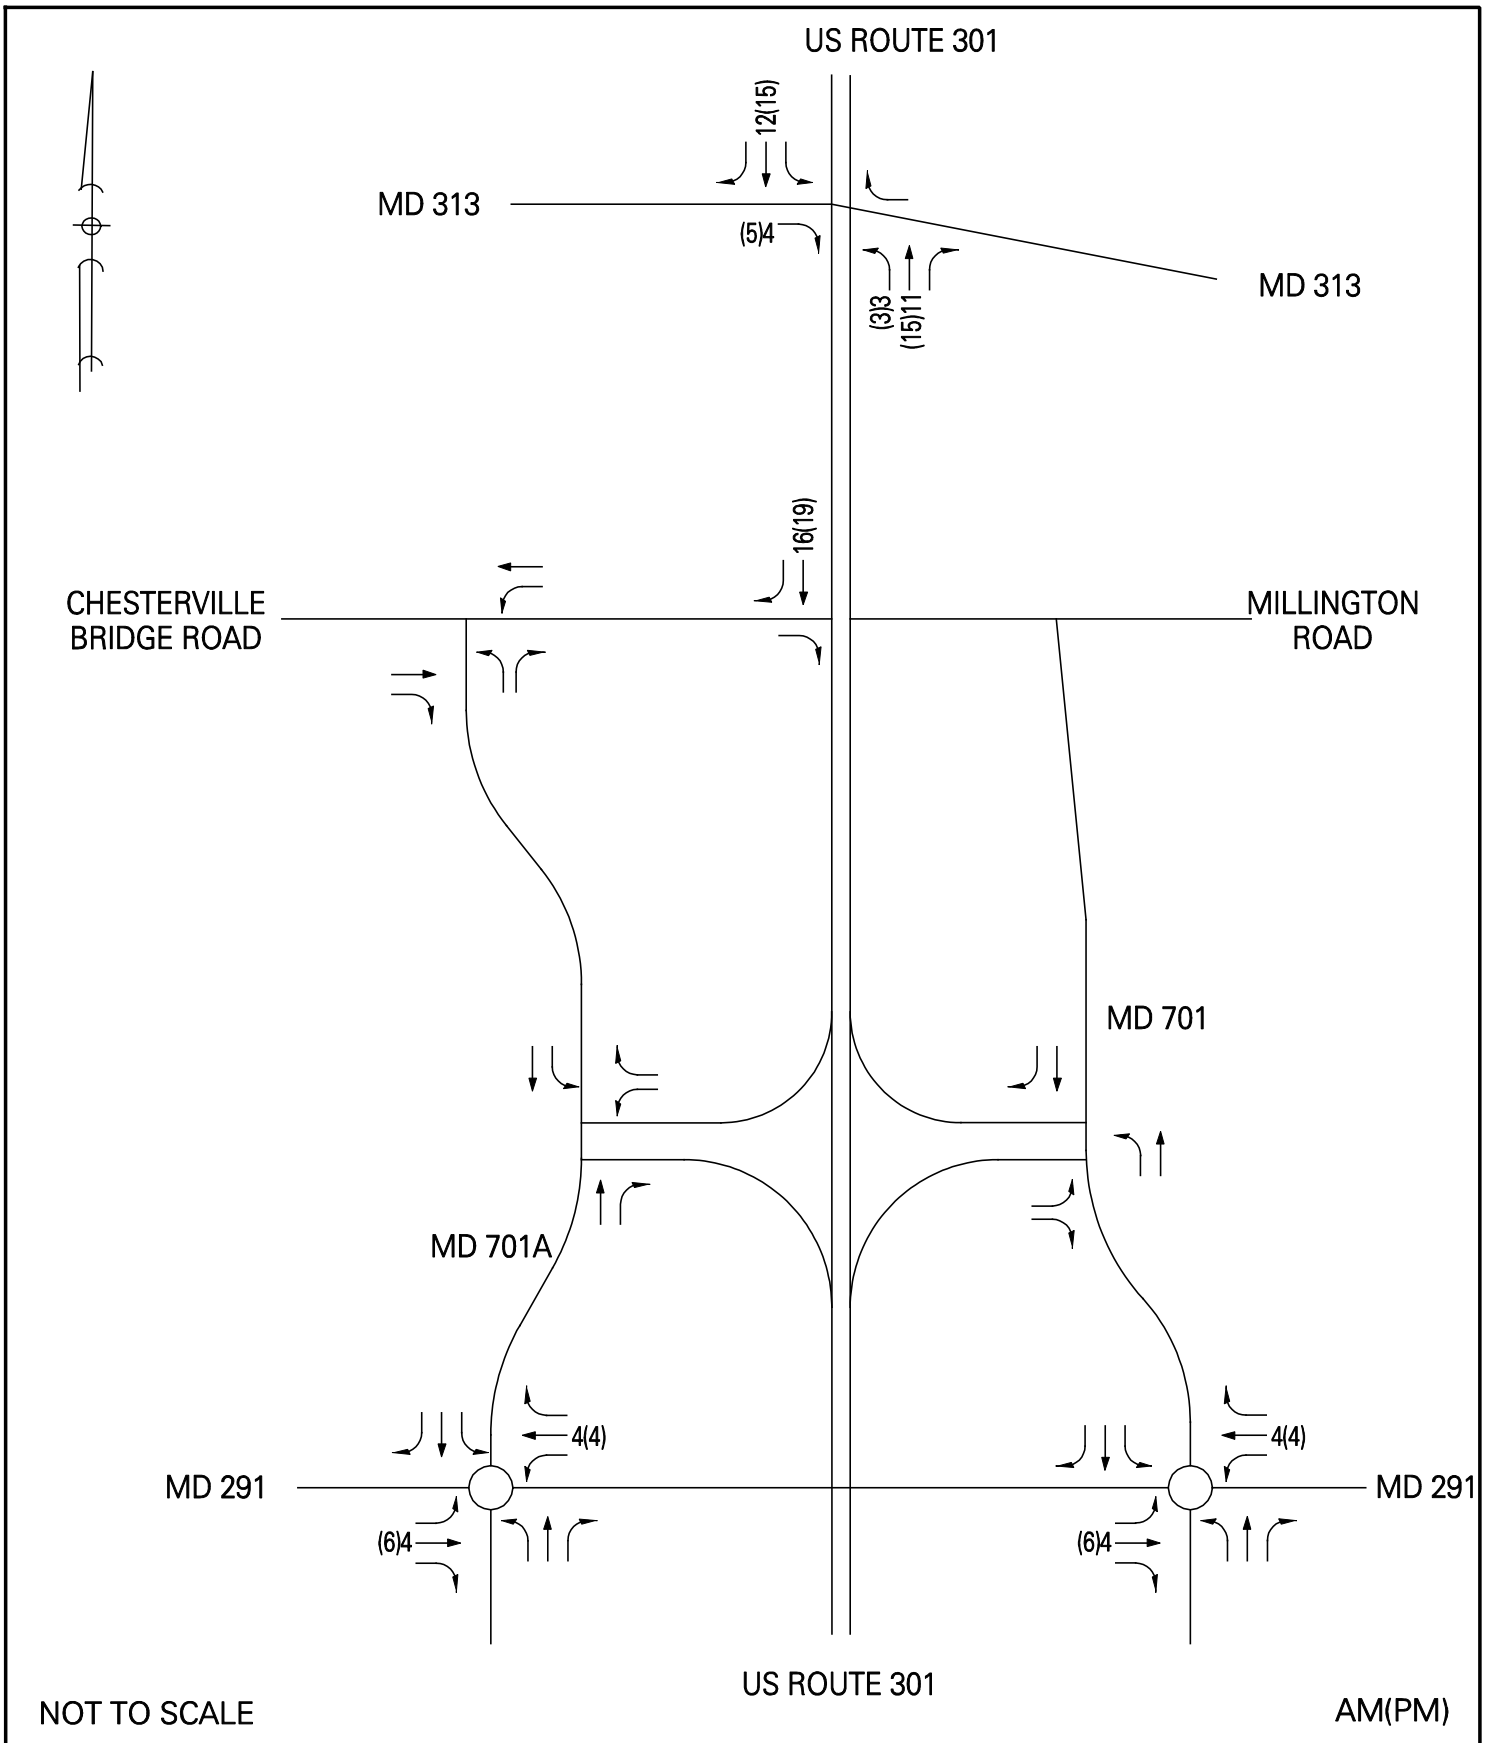 US ROUTE 301
12(15)
MD 313
(5)4
MD 313
(3)3
(15)11
16(19)
CHESTERVILLE
BRIDGE ROAD
MILLINGTON
ROAD
MD 701
MD 701A
4(4)
4(4)
MD 291
MD 291
(6)4
(6)4
US ROUTE 301
NOT TO SCALE
AM(PM)